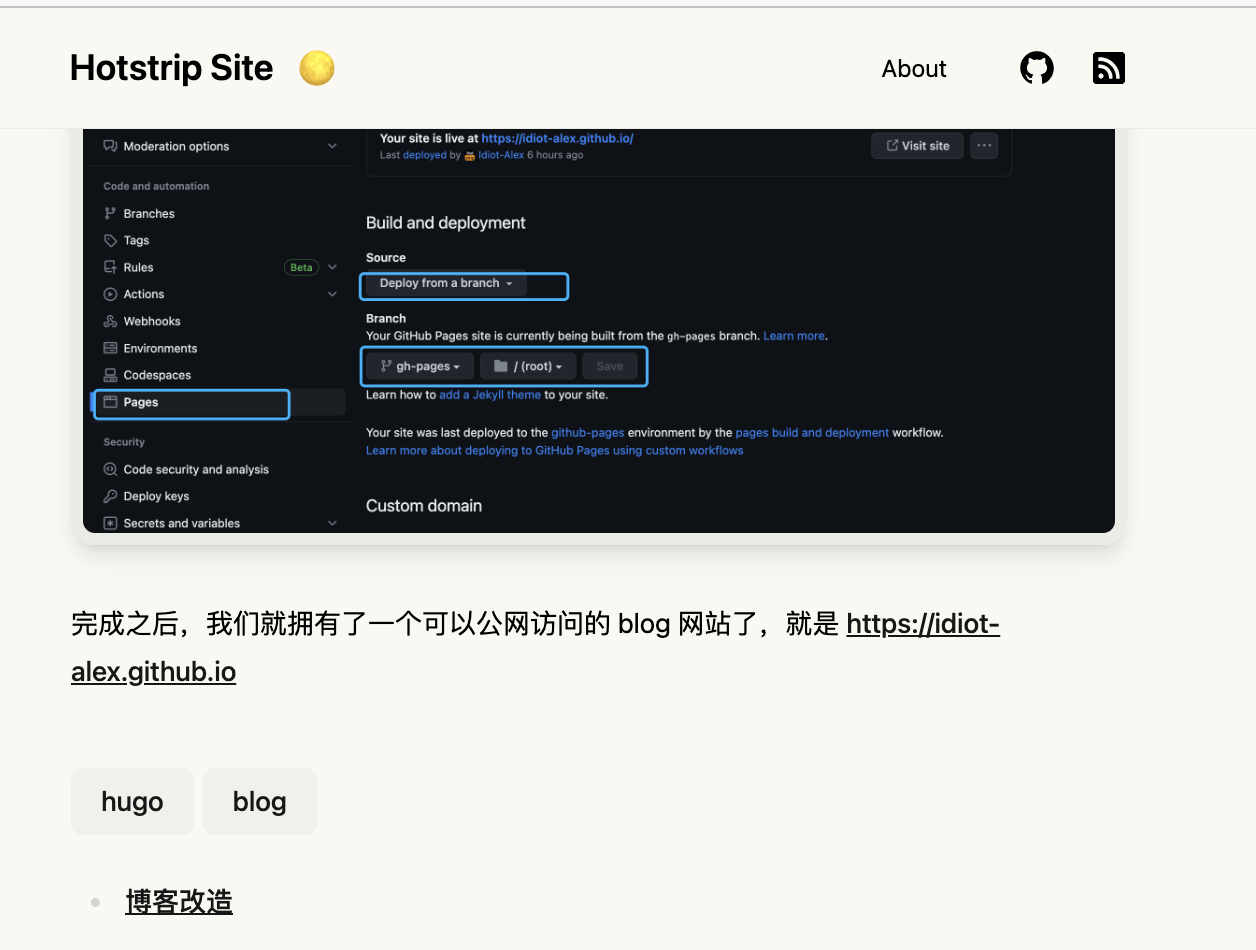 Hotstrip Site
About
Moderation options
Your site is live at https://idiot-alex.github.io/
Last deployed by Idiot-Alex 6 hours ago
Visit site
Code and automation
Branches
Tags
Rules
Beta
Actions
Webhooks
Environments
Codespaces
Pages
Security
Code security and analysis
Deploy keys
Secrets and variables
Build and deployment
Source
Deploy from a branch
Branch
Your GitHub Pages site is currently being built from the gh-pages branch. Learn more.
gh-pages
/ (root)
Save
Learn how to add a Jekyll theme to your site.
Your site was last deployed to the github-pages environment by the pages build and deployment workflow.
Learn more about deploying to GitHub Pages using custom workflows
Custom domain
完成之后，我们就拥有了一个可以公网访问的 blog 网站了，就是 https://idiot-
alex.github.io
hugo
blog
博客改造